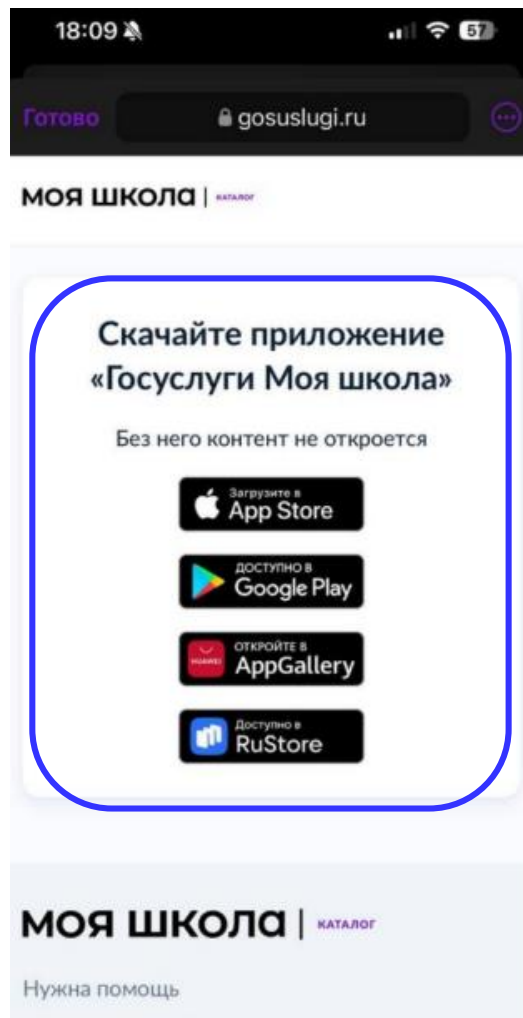 18:09
57
Готово
gosuslugi.ru
моя школа | каталог
Скачайте приложение
«Госуслуги Моя школа»
Без него контент не откроется
Загрузите в
App Store
ДОСТУПНО В
Google Play
HUAWEI
ОТКРОЙТЕ В
AppGallery
Доступно в
RuStore
моя школа | каталог
Нужна помощь